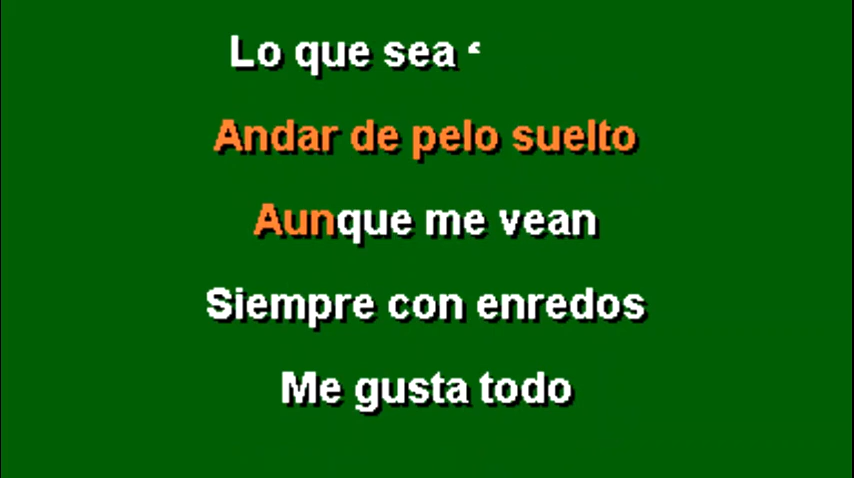 Lo que sea
Andar de pelo suelto
Aunque me vean
Siempre con enredos
Me gusta todo